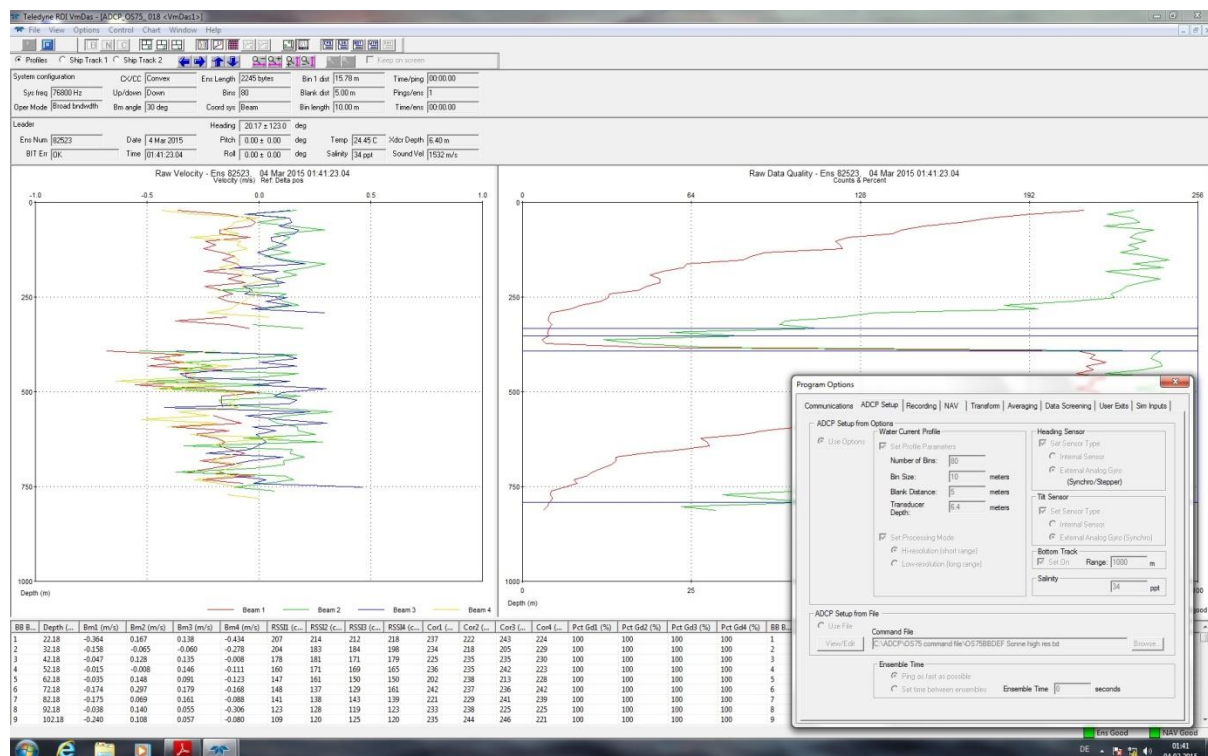 Teledyne RDI VmDas - [ADCP_OS75_018 <VmDas1>]
File View Options Control Chart Window Help
B N C
Profiles Ship Track 1 Ship Track 2 Keep on screen
System configuration CX/CC Convex Ens Length 2245 bytes Bin 1 dist 15.78 m Time/ping 00:00.00
Sys freq 76800 Hz Up/down Down Bins 80 Blank dist 5.00 m Pings/ens 1
Oper Mode Broad bndwdth Bm angle 30 deg Coord sys Beam Bin length 10.00 m Time/ens 00:00.00
Leader Heading 20.17 ± 123.0 deg
Ens Num 82523 Date 4 Mar 2015 Pitch 0.00 ± 0.00 deg Temp 24.45 C Xdcr Depth 6.40 m
BIT Err OK Time 01:41:23.04 Roll 0.00 ± 0.00 deg Salinity 34 ppt Sound Vel 1532 m/s
Raw Velocity - Ens 82523, 04 Mar 2015 01:41:23.04
Velocity (m/s) Ref: Delta pos
-1.0 -0.5 0.0 0.5 1.0
0
250
500
750
1000
Depth (m)
Beam 1 Beam 2 Beam 3 Beam 4
Raw Data Quality - Ens 82523, 04 Mar 2015 01:41:23.04
Counts & Percent
0 64 128 192 256
0
250
500
750
1000
0 25
Depth (m)
Program Options
Communications ADCP Setup Recording NAV Transform Averaging Data Screening User Exits Sim Inputs
ADCP Setup from Options
Use Options
Water Current Profile
Set Profile Parameters
Number of Bins: 80
Bin Size: 10 meters
Blank Distance: 5 meters
Transducer Depth: 6.4 meters
Set Processing Mode
Hi-resolution (short range)
Low-resolution (long range)
Heading Sensor
Set Sensor Type
Internal Sensor
External Analog Gyro
(Synchro/Stepper)
Tilt Sensor
Set Sensor Type
Internal Sensor
External Analog Gyro (Synchro)
Bottom Track
Set On Range: 1000 m
Salinity
34 ppt
ADCP Setup from File
Use File
Command File
View/Edit C:\ADCP\OS75 command file\OS75BBDEF Sonne high res.txt Browse...
Ensemble Time
Ping as fast as possible
Set time between ensembles Ensemble Time 0 seconds
BB B... Depth (... Bm1 (m/s) Bm2 (m/s) Bm3 (m/s) Bm4 (m/s) RSSI1 (c... RSSI2 (c... RSSI3 (c... RSSI4 (c... Cor1 (... Cor2 (... Cor3 (... Cor4 (... Pct Gd1 (%) Pct Gd2 (%) Pct Gd3 (%) Pct Gd4 (%) BB B...
1 22.18 -0.364 0.167 0.138 -0.434 207 214 212 218 237 222 243 224 100 100 100 100 1
2 32.18 -0.158 -0.065 -0.060 -0.278 204 183 184 198 234 218 205 229 100 100 100 100 2
3 42.18 -0.047 0.128 0.135 -0.008 178 181 171 179 225 235 235 230 100 100 100 100 3
4 52.18 -0.015 -0.008 0.146 -0.111 160 171 169 165 236 235 242 223 100 100 100 100 4
5 62.18 -0.035 0.148 0.091 -0.123 147 161 150 150 202 238 213 228 100 100 100 100 5
6 72.18 -0.174 0.297 0.179 -0.168 148 137 129 161 242 237 236 242 100 100 100 100 6
7 82.18 -0.175 0.069 0.161 -0.088 141 138 143 139 221 229 241 239 100 100 100 100 7
8 92.18 -0.038 0.140 0.055 -0.306 123 128 119 123 233 238 225 225 100 100 100 100 8
9 102.18 -0.240 0.108 0.057 -0.080 109 120 125 120 235 244 246 221 100 100 100 100 9
Ens Good NAV Good
DE 01:41
04.03.2015